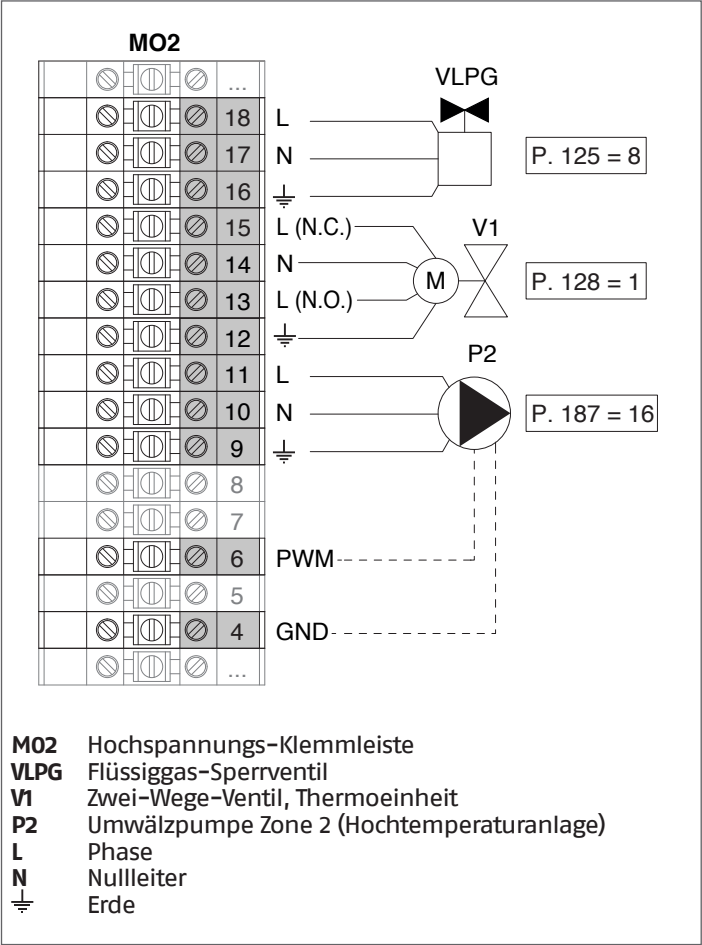 MO2
...
18 L
VLPG
17 N
P. 125 = 8
16
15 L (N.C.)
V1
14 N
M
P. 128 = 1
13 L (N.O.)
12
P2
11 L
10 N
P. 187 = 16
9
8
7
6 PWM
5
4 GND
...
M02 Hochspannungs-Klemmleiste
VLPG Flüssiggas-Sperrventil
V1 Zwei-Wege-Ventil, Thermoeinheit
P2 Umwälzpumpe Zone 2 (Hochtemperaturanlage)
L Phase
N Nullleiter
Erde